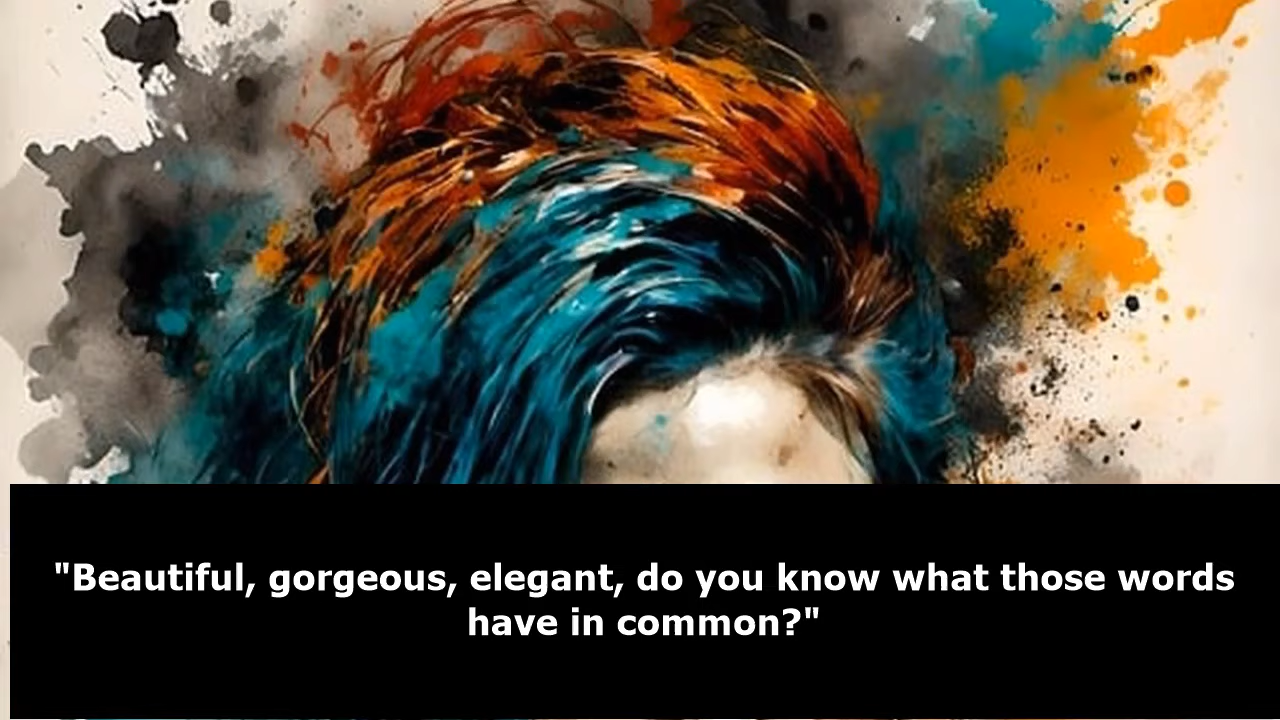 "Beautiful, gorgeous, elegant, do you know what those words
have in common?"